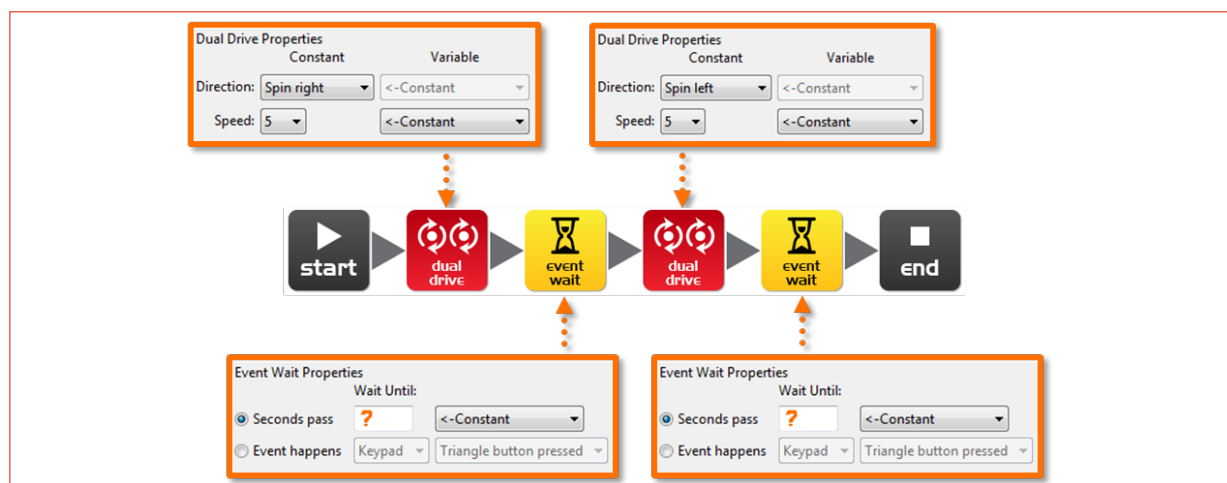 Dual Drive Properties
Constant Variable
Direction: Spin right <-Constant
Speed: 5 <-Constant
Dual Drive Properties
Constant Variable
Direction: Spin left <-Constant
Speed: 5 <-Constant
start
dual
drive
event
wait
dual
drive
event
wait
end
Event Wait Properties
Wait Until:
Seconds pass ? <-Constant
Event happens Keypad Triangle button pressed
Event Wait Properties
Wait Until:
Seconds pass ? <-Constant
Event happens Keypad Triangle button pressed